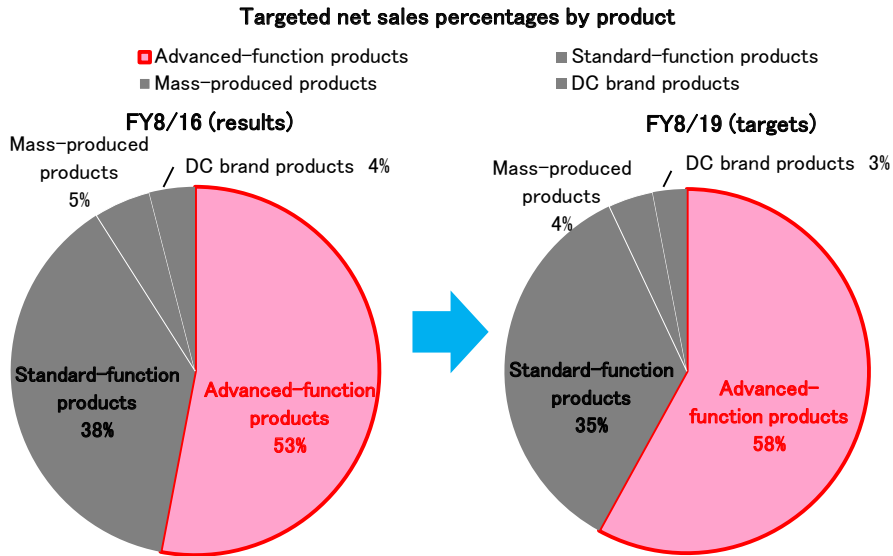 Targeted net sales percentages by product
Advanced-function products
Standard-function products
Mass-produced products
DC brand products
FY8/16 (results)
Mass-produced
products
5%
DC brand products 4%
Standard-function
products
38%
Advanced-function
products
53%
FY8/19 (targets)
Mass-produced
products
4%
DC brand products 3%
Standard-function
products
35%
Advanced-
function products
58%